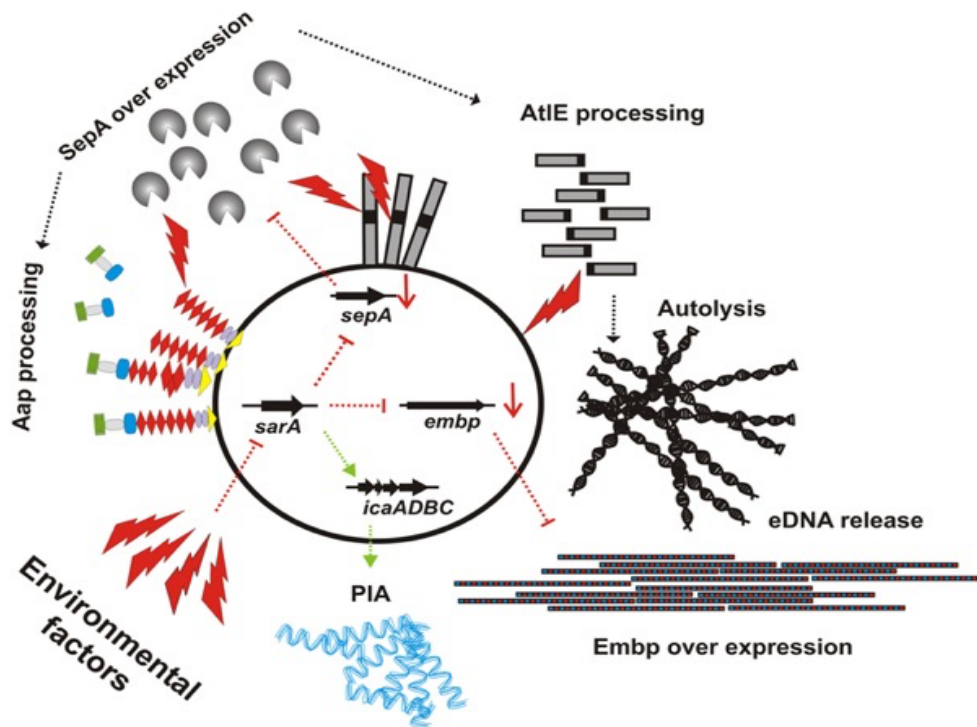 SepA over expression
AtlE processing
Aap processing
sepA
Autolysis
sarA
embp
icaADBC
eDNA release
Environmental
factors
PIA
Embp over expression